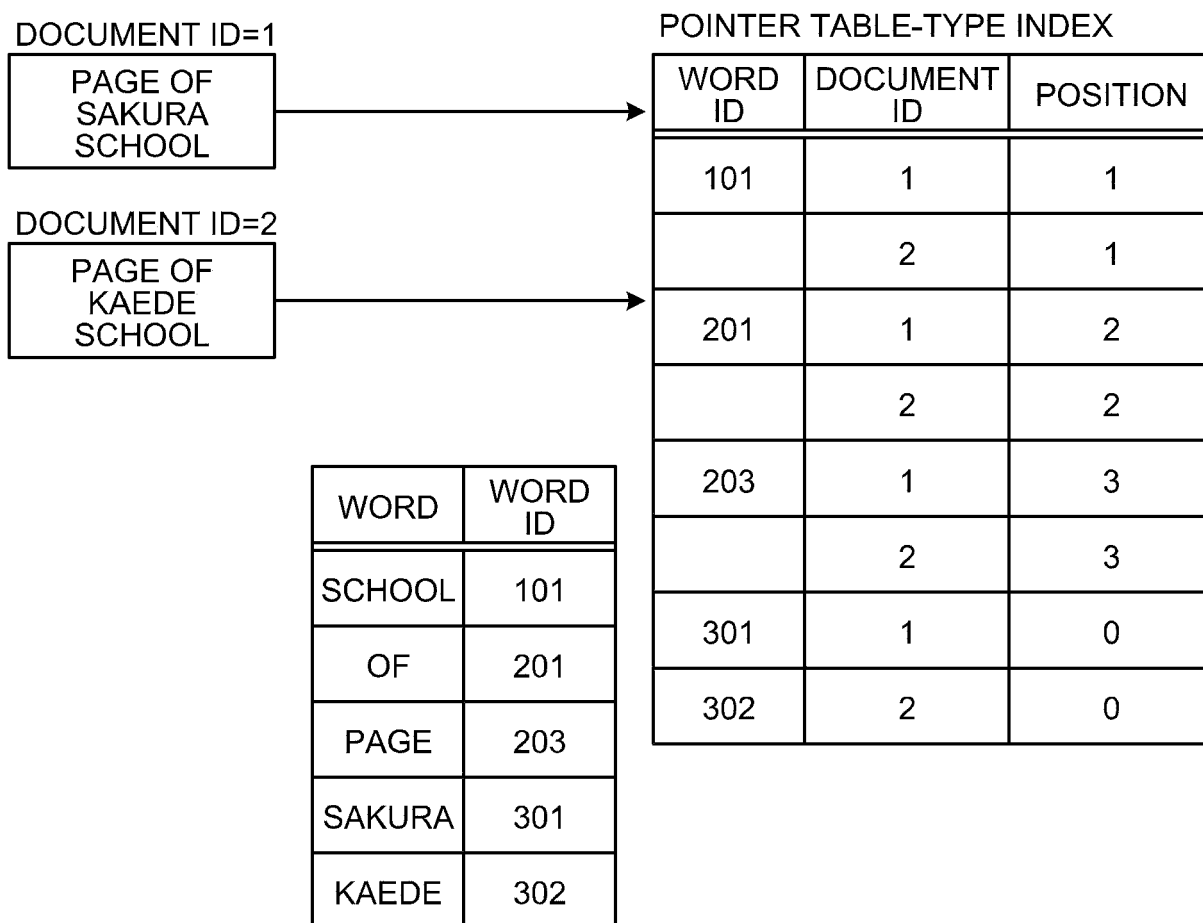 DOCUMENT ID=1
PAGE OF
SAKURA
SCHOOL
DOCUMENT ID=2
PAGE OF
KAEDE
SCHOOL
POINTER TABLE-TYPE INDEX
WORD ID DOCUMENT ID POSITION
101 1 1
2 1
201 1 2
2 2
203 1 3
2 3
301 1 0
302 2 0
WORD WORD ID
SCHOOL 101
OF 201
PAGE 203
SAKURA 301
KAEDE 302